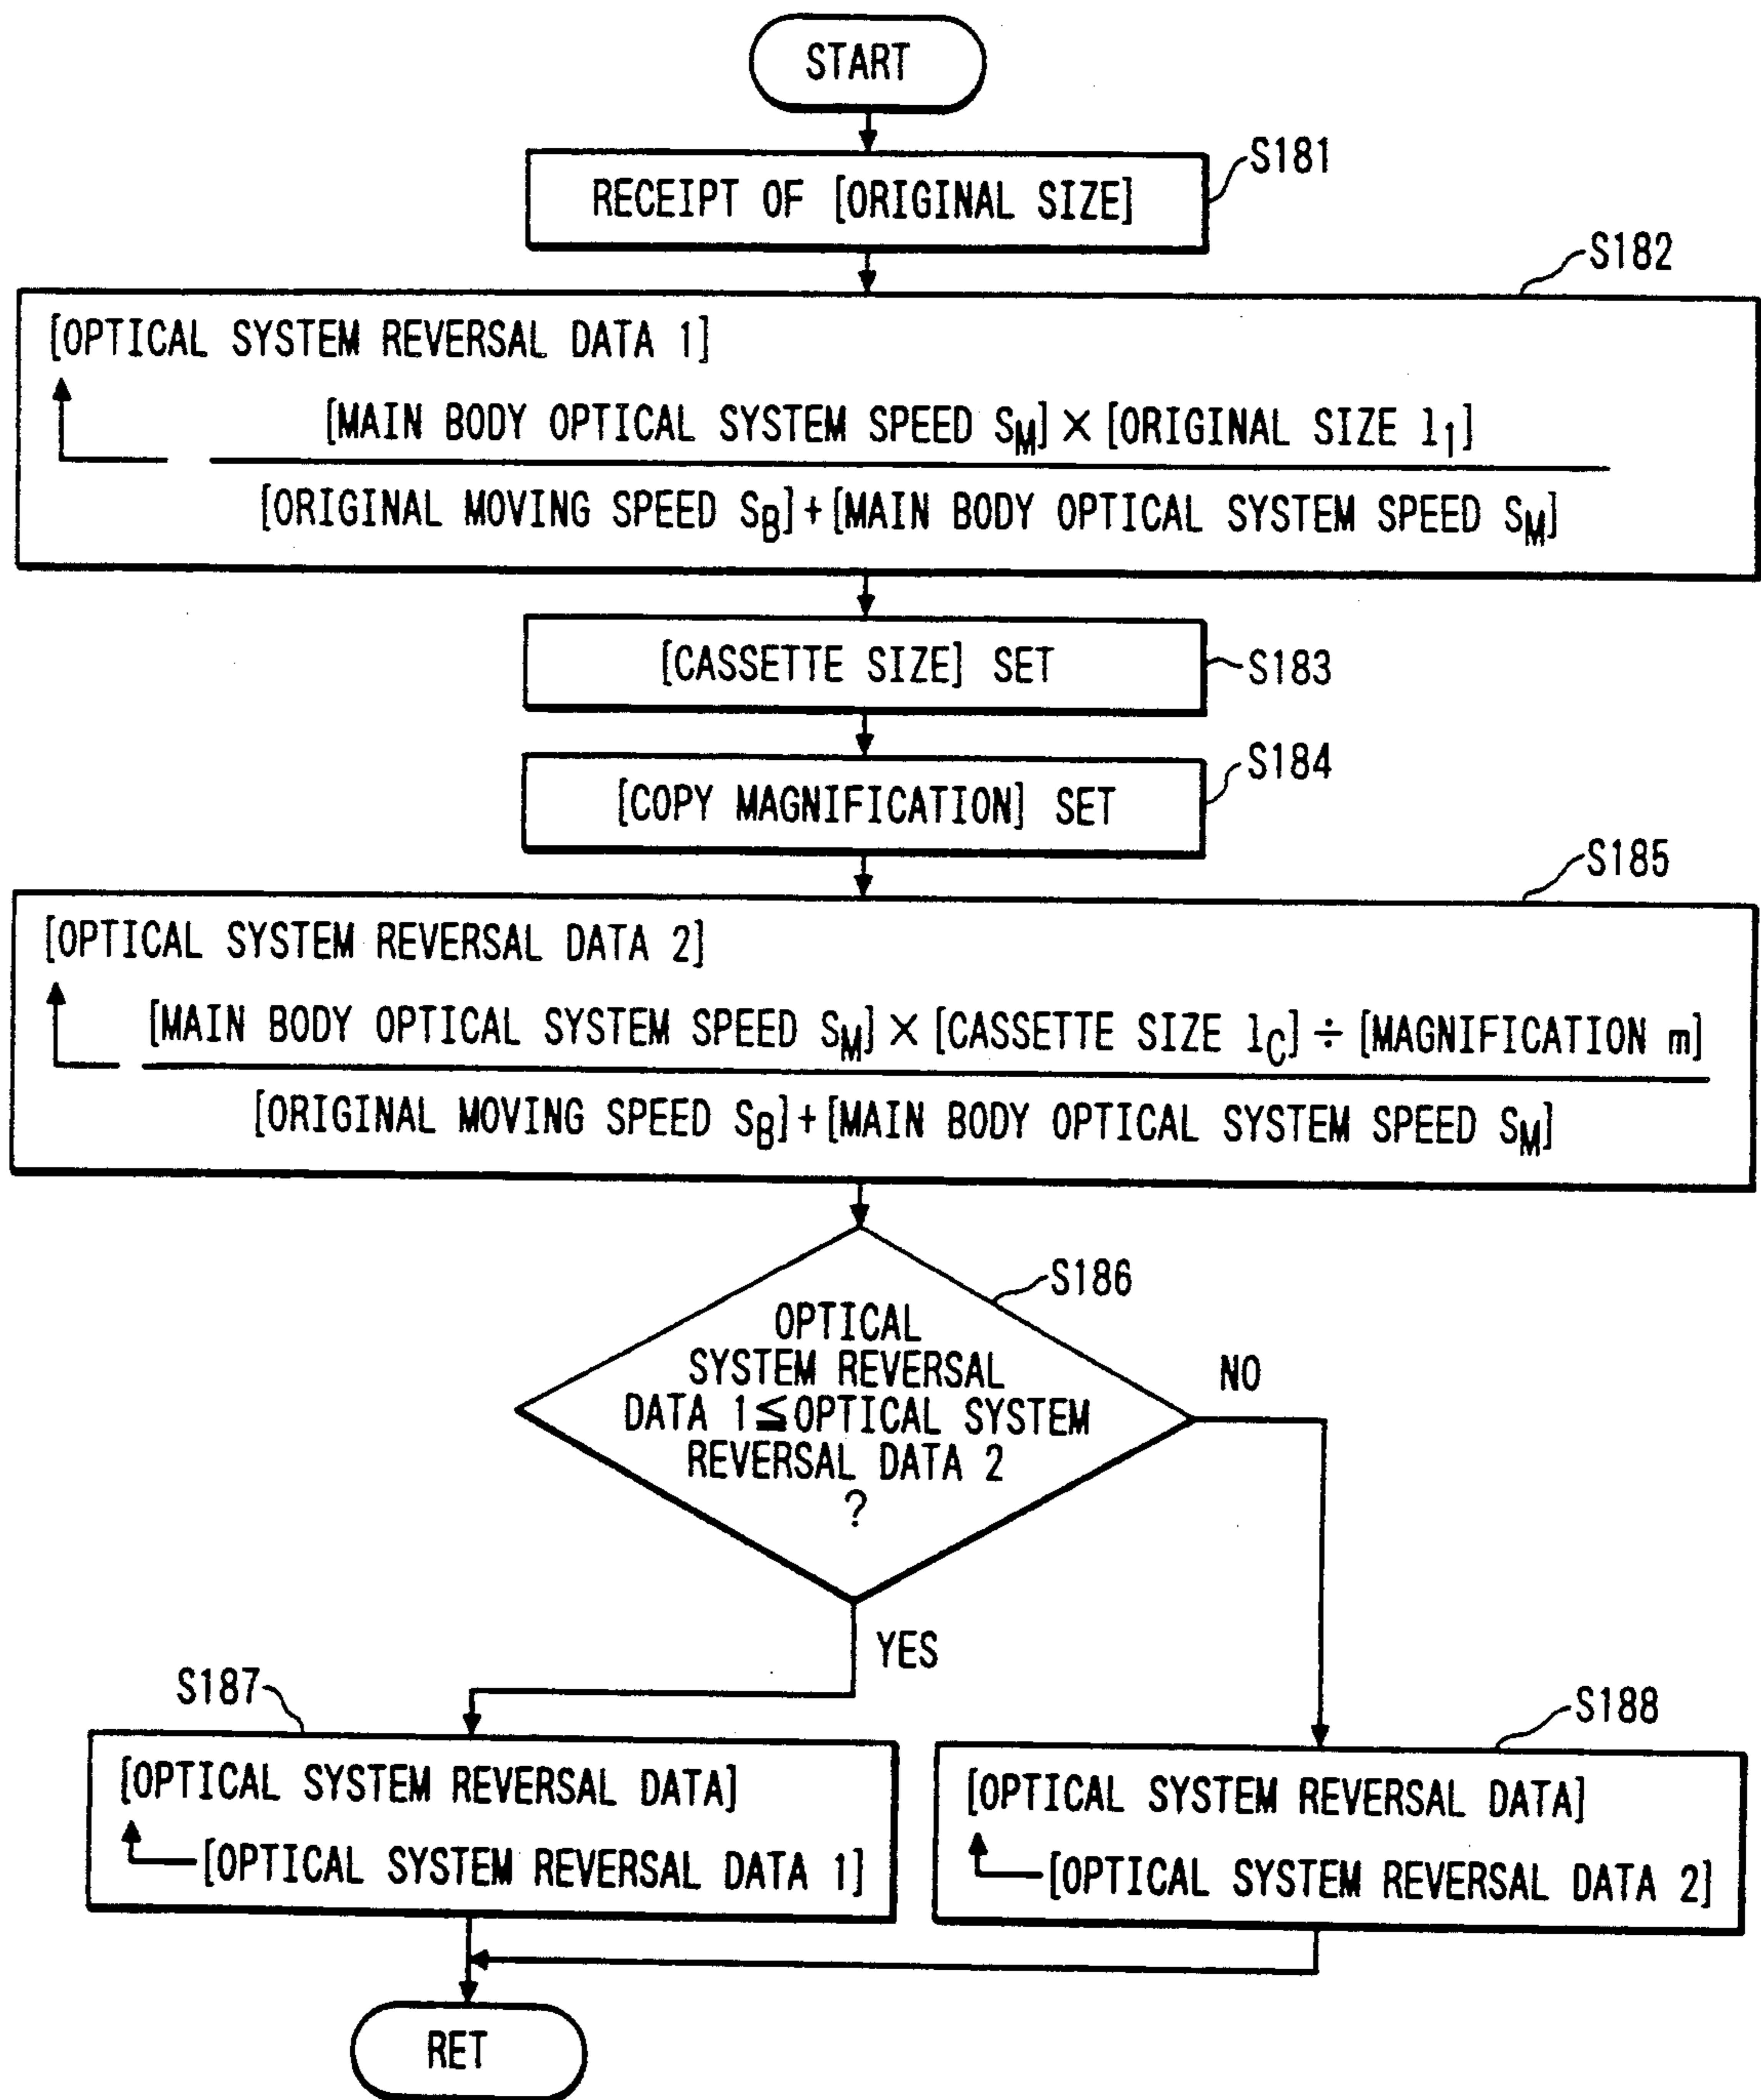 START
S181
RECEIPT OF [ORIGINAL SIZE]
S182
[OPTICAL SYSTEM REVERSAL DATA 1]
[MAIN BODY OPTICAL SYSTEM SPEED SM] × [ORIGINAL SIZE l1]
[ORIGINAL MOVING SPEED SB]+[MAIN BODY OPTICAL SYSTEM SPEED SM]
[CASSETTE SIZE] SET
S183
S184
[COPY MAGNIFICATION] SET
S185
[OPTICAL SYSTEM REVERSAL DATA 2]
[MAIN BODY OPTICAL SYSTEM SPEED SM] × [CASSETTE SIZE lC] ÷ [MAGNIFICATION m]
[ORIGINAL MOVING SPEED SB]+[MAIN BODY OPTICAL SYSTEM SPEED SM]
S186
OPTICAL
SYSTEM REVERSAL
DATA 1≦OPTICAL SYSTEM
REVERSAL DATA 2
?
NO
YES
S187
[OPTICAL SYSTEM REVERSAL DATA]
[OPTICAL SYSTEM REVERSAL DATA 1]
S188
[OPTICAL SYSTEM REVERSAL DATA]
[OPTICAL SYSTEM REVERSAL DATA 2]
RET